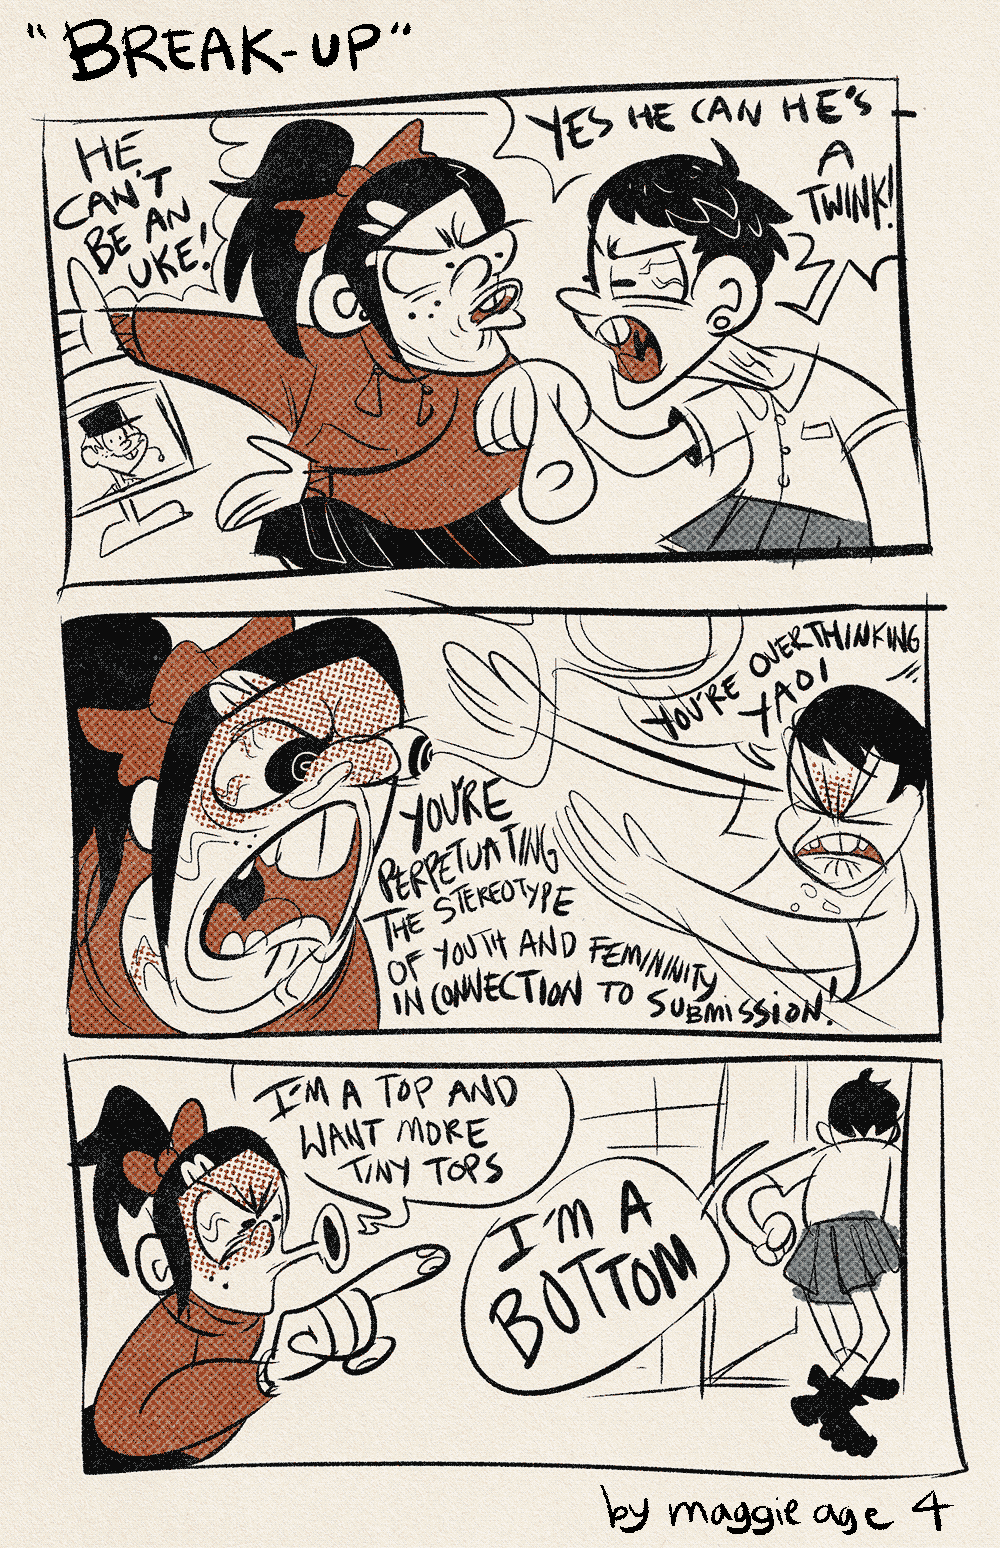 "BREAK-UP"
HE
CAN'T
BE AN
UKE!
YES HE CAN HE'S
A
TWINK!
YOU'RE OVERTHINKING
YAOI
YOU'RE
PERPETUATING
THE STEREOTYPE
OF YOUTH AND FEMININITY
IN CONNECTION TO SUBMISSION!
I'M A TOP AND
WANT MORE
TINY TOPS
I'M A
BOTTOM
by maggie age 4